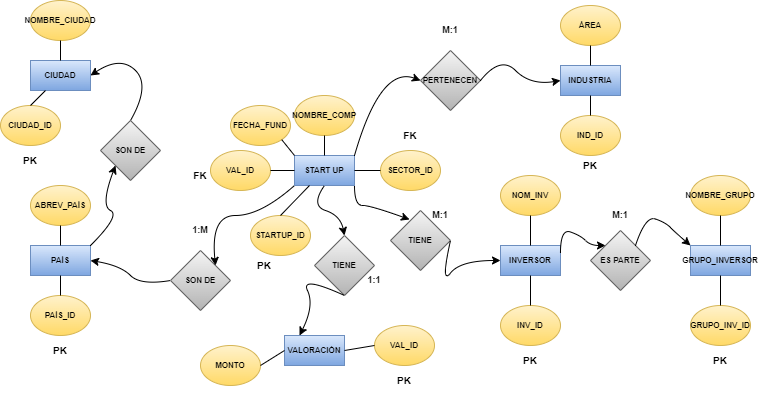 NOMBRE_CIUDAD
ÁREA
M:1
CIUDAD
PERTENECEN
INDUSTRIA
NOMBRE_COMP
FECHA_FUND
CIUDAD_ID
FK
IND_ID
SON DE
PK
PK
START UP
VAL_ID
SECTOR_ID
FK
ABREV_PAÍS
NOM_INV
NOMBRE_GRUPO
M:1
M:1
1:M
STARTUP_ID
TIENE
PAÍS
INVERSOR
ES PARTE
GRUPO_INVERSOR
PK
TIENE
SON DE
1:1
PAÍS_ID
INV_ID
GRUPO_INV_ID
VALORACIÓN
VAL_ID
PK
MONTO
PK
PK
PK